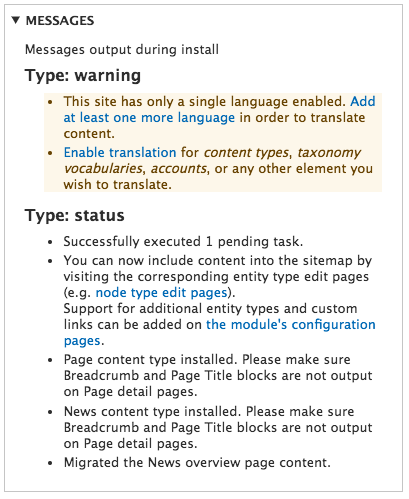 ▼ MESSAGES
Messages output during install
Type: warning
• This site has only a single language enabled. Add
at least one more language in order to translate
content.
• Enable translation for content types, taxonomy
vocabularies, accounts, or any other element you
wish to translate.
Type: status
• Successfully executed 1 pending task.
• You can now include content into the sitemap by
visiting the corresponding entity type edit pages
(e.g. node type edit pages).
Support for additional entity types and custom
links can be added on the module's configuration
pages.
• Page content type installed. Please make sure
Breadcrumb and Page Title blocks are not output
on Page detail pages.
• News content type installed. Please make sure
Breadcrumb and Page Title blocks are not output
on Page detail pages.
• Migrated the News overview page content.